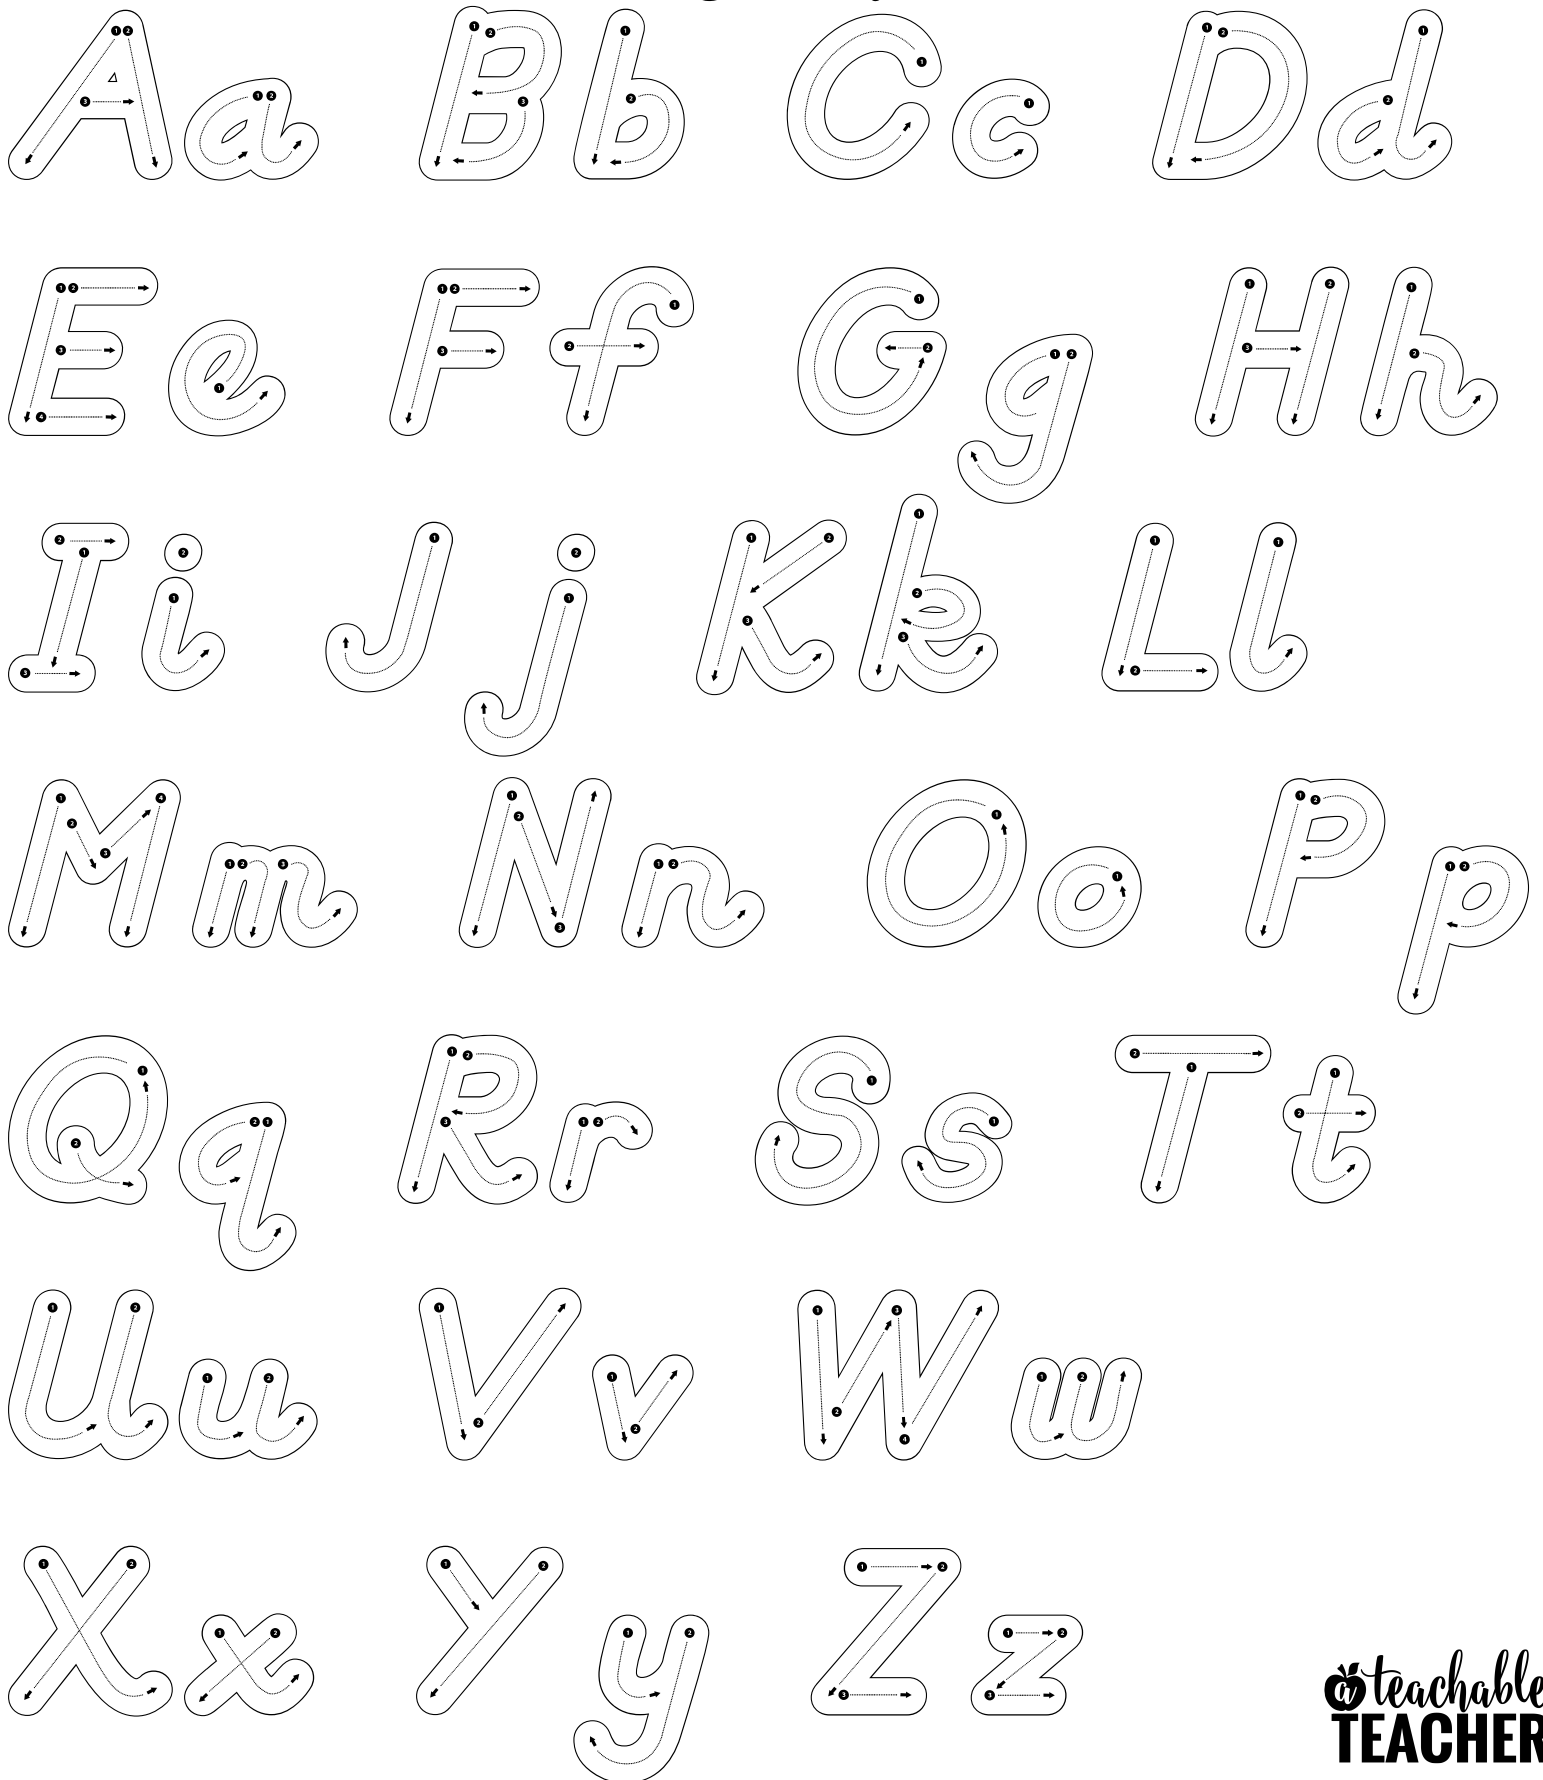 Aa Bb Cc Dd
Ee Ff Gg Hh
Ii Jj Kk Ll
Mm Nn Oo Pp
Qq Rr Ss Tt
Uu Vv Ww
Xx Yy Zz
a teachable
TEACHER